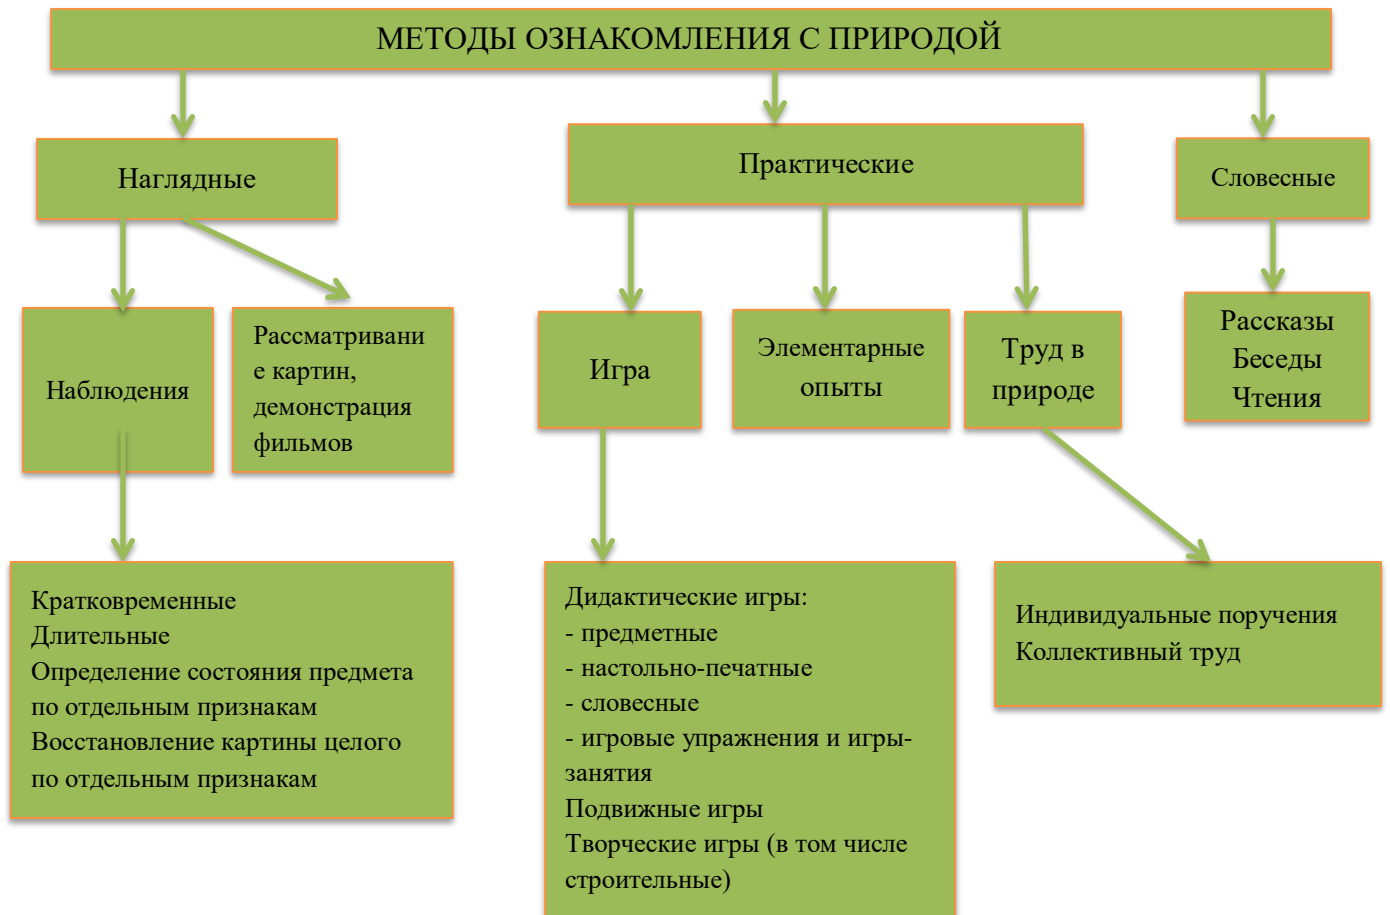 МЕТОДЫ ОЗНАКОМЛЕНИЯ С ПРИРОДОЙ
Наглядные
Практические
Словесные
Наблюдения
Рассматривани
е картин,
демонстрация
фильмов
Игра
Элементарные
опыты
Труд в
природе
Рассказы
Беседы
Чтения
Кратковременные
Длительные
Определение состояния предмета
по отдельным признакам
Восстановление картины целого
по отдельным признакам
Дидактические игры:
- предметные
- настольно-печатные
- словесные
- игровые упражнения и игры-
занятия
Подвижные игры
Творческие игры (в том числе
строительные)
Индивидуальные поручения
Коллективный труд